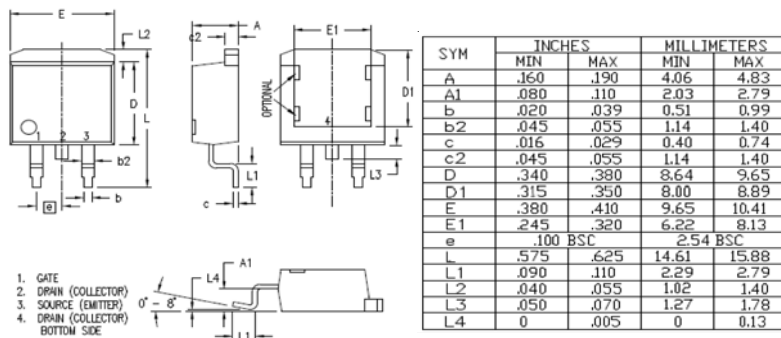 E
L2
D
L
1 2 3
b2
e
b
A
c2
L1
c
E1
OPTIONAL
D1
4
L3
A1
L4
0° - 8°
L1
1. GATE
2. DRAIN (COLLECTOR)
3. SOURCE (EMITTER)
4. DRAIN (COLLECTOR)
BOTTOM SIDE
SYM INCHES MILLIMETERS
MIN MAX MIN MAX
A .160 .190 4.06 4.83
A1 .080 .110 2.03 2.79
b .020 .039 0.51 0.99
b2 .045 .055 1.14 1.40
c .016 .029 0.40 0.74
c2 .045 .055 1.14 1.40
D .340 .380 8.64 9.65
D1 .315 .350 8.00 8.89
E .380 .410 9.65 10.41
E1 .245 .320 6.22 8.13
e .100 BSC 2.54 BSC
L .575 .625 14.61 15.88
L1 .090 .110 2.29 2.79
L2 .040 .055 1.02 1.40
L3 .050 .070 1.27 1.78
L4 0 .005 0 0.13